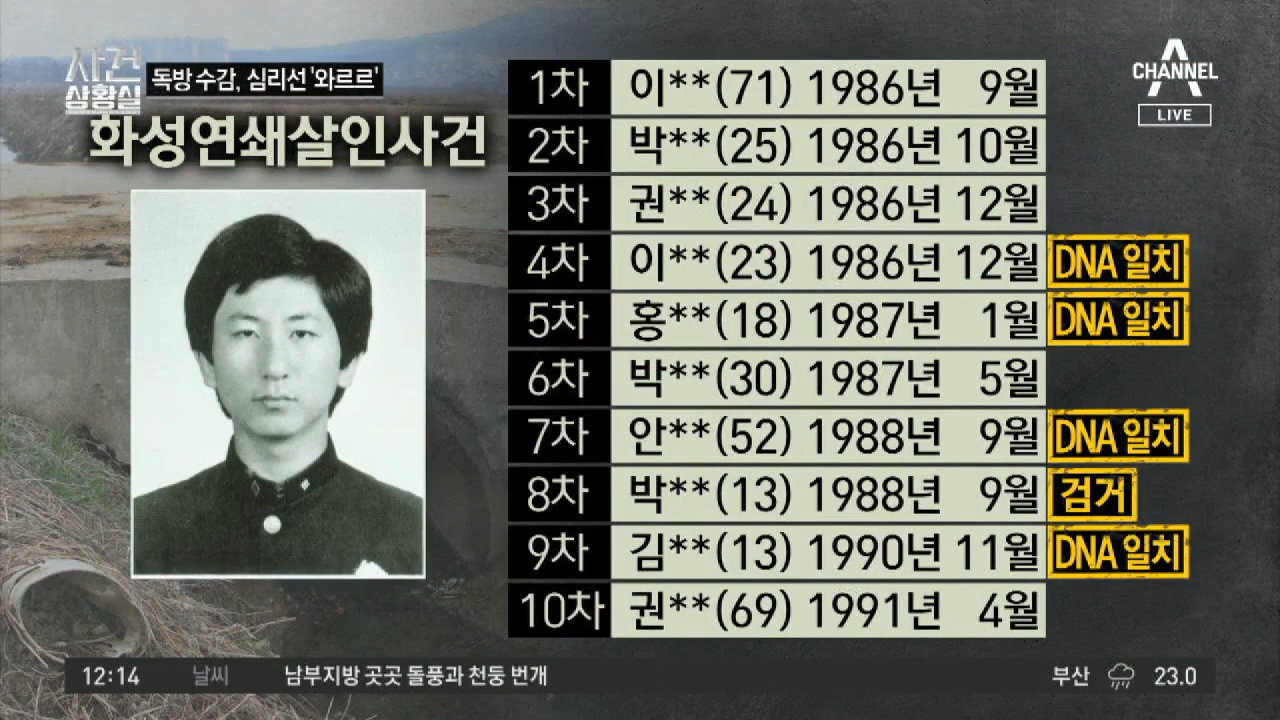 사건
상황실
독방 수감, 심리선 '와르르'
화성연쇄살인사건
CHANNEL A
LIVE
1차 이**(71) 1986년 9월
2차 박**(25) 1986년 10월
3차 권**(24) 1986년 12월
4차 이**(23) 1986년 12월 DNA 일치
5차 홍**(18) 1987년 1월 DNA 일치
6차 박**(30) 1987년 5월
7차 안**(52) 1988년 9월 DNA 일치
8차 박**(13) 1988년 9월 검거
9차 김**(13) 1990년 11월 DNA 일치
10차 권**(69) 1991년 4월
12:14 날씨 남부지방 곳곳 돌풍과 천둥 번개 부산 23.0